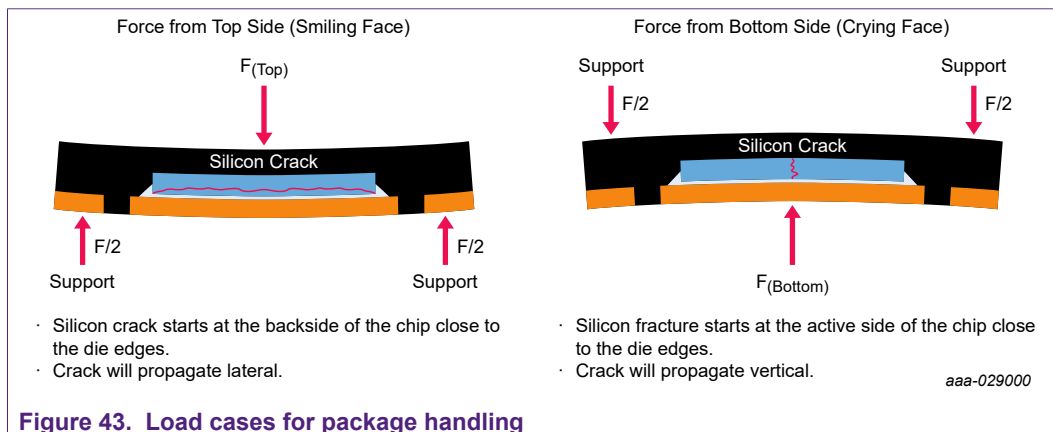 Force from Top Side (Smiling Face)
F(Top)
Silicon Crack
F/2
F/2
Support
Support
· Silicon crack starts at the backside of the chip close to
the die edges.
· Crack will propagate lateral.
Force from Bottom Side (Crying Face)
Support
Support
F/2
F/2
Silicon Crack
F(Bottom)
· Silicon fracture starts at the active side of the chip close
to the die edges.
· Crack will propagate vertical.
aaa-029000
Figure 43. Load cases for package handling